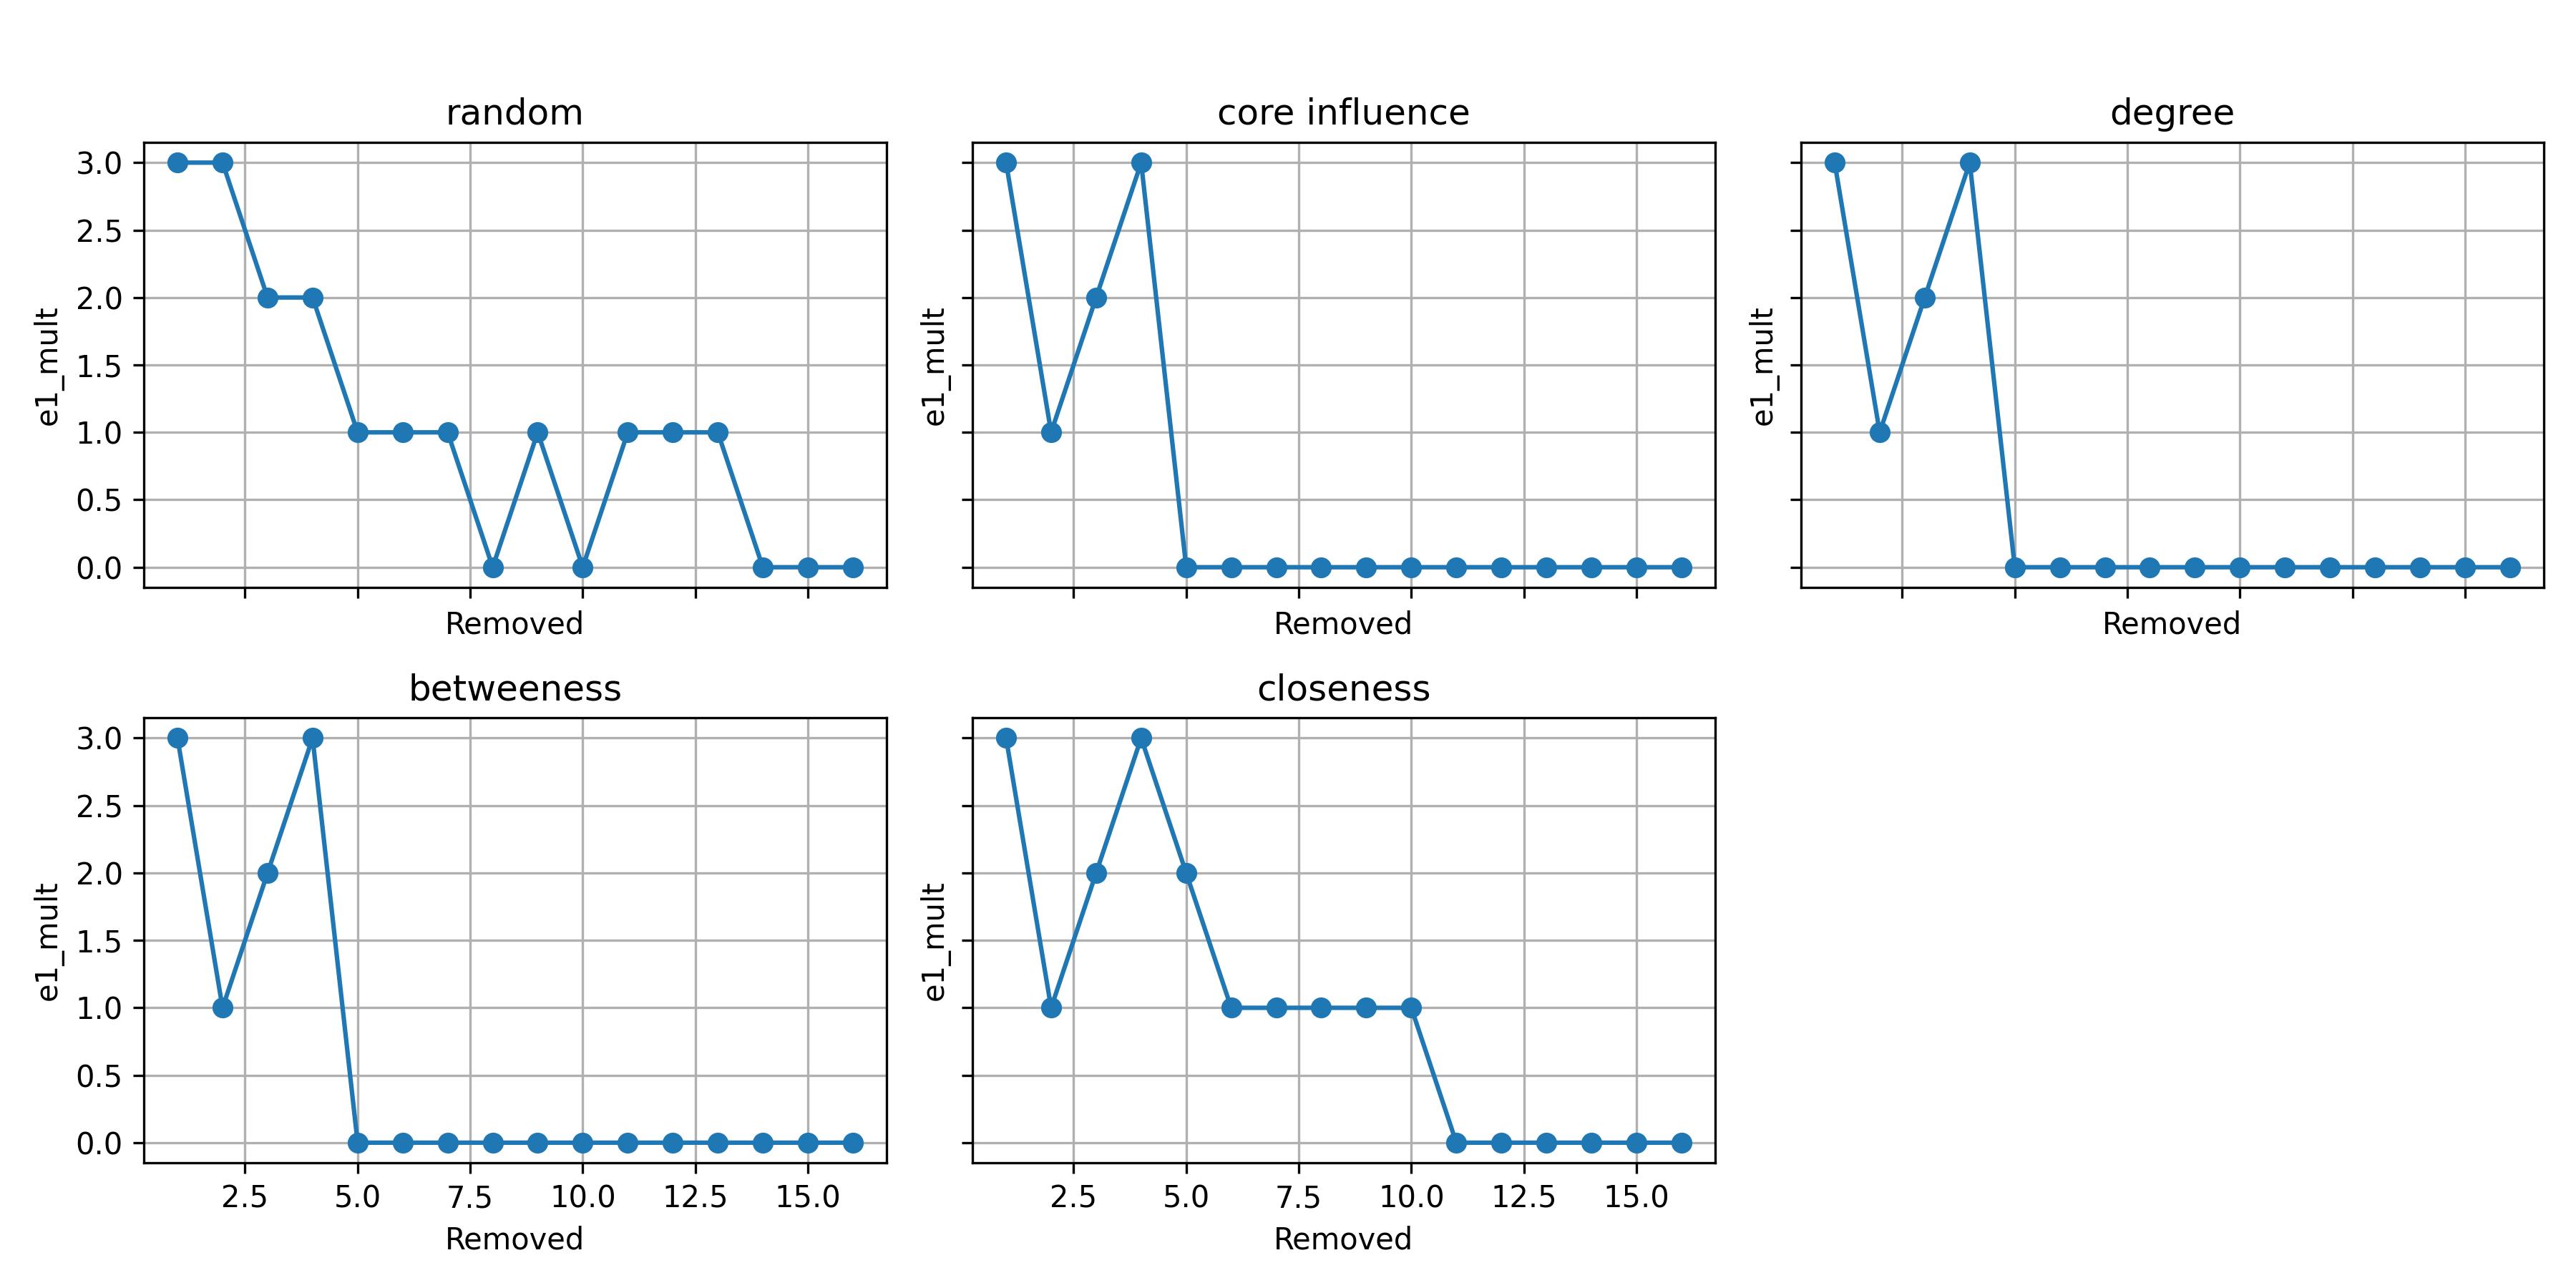 random
3.0
2.5
2.0
1.5
1.0
0.5
0.0
e1_mult
Removed
core influence
e1_mult
Removed
degree
e1_mult
Removed
betweeness
3.0
2.5
2.0
1.5
1.0
0.5
0.0
e1_mult
2.5 5.0 7.5 10.0 12.5 15.0
Removed
closeness
e1_mult
2.5 5.0 7.5 10.0 12.5 15.0
Removed